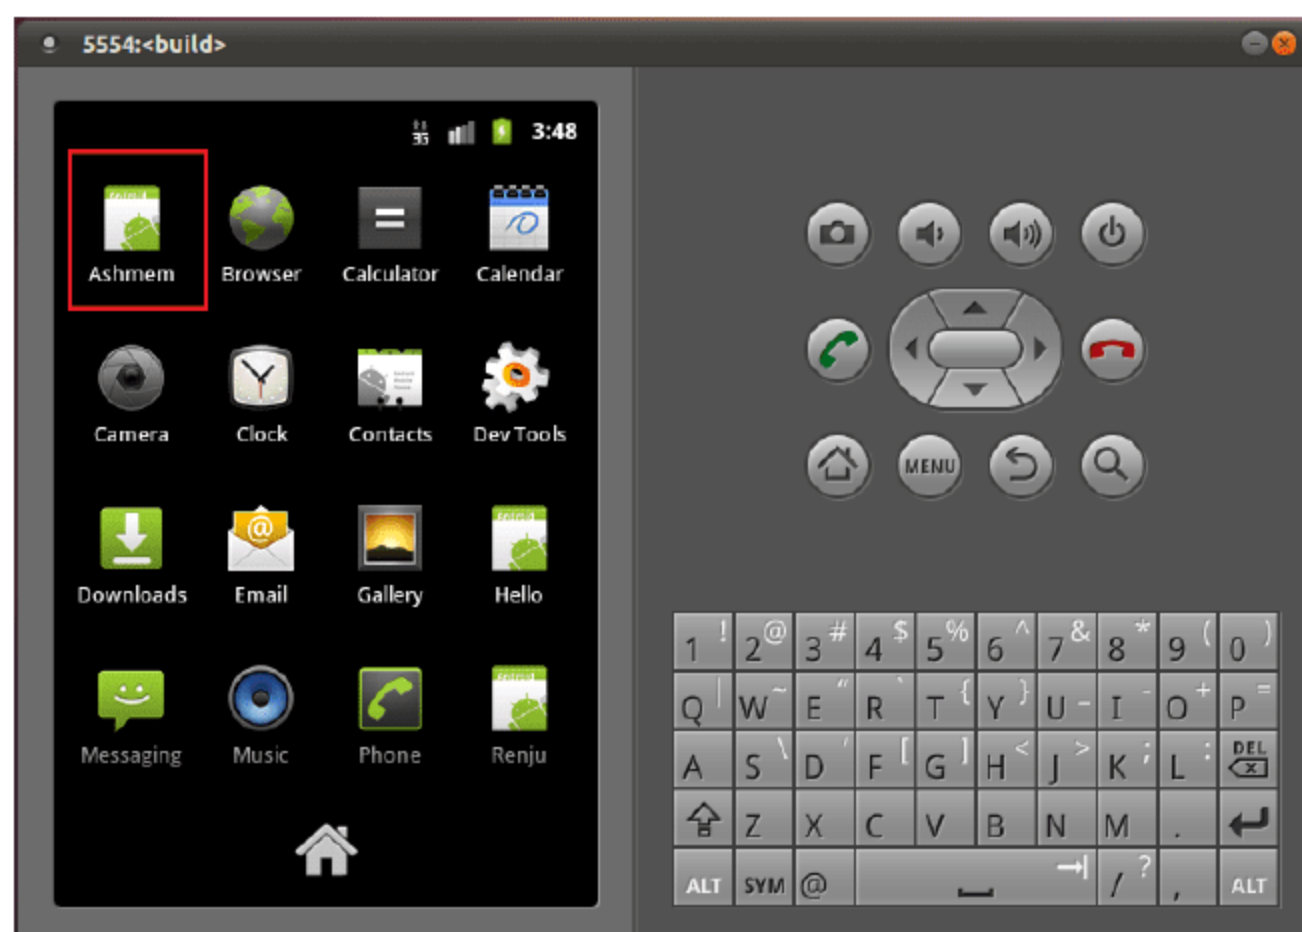 5554:<build>
3G 3:48
Ashmem Browser Calculator Calendar
Camera Clock Contacts Dev Tools
Downloads Email Gallery Hello
Messaging Music Phone Renju
MENU
1 ! 2 @ 3 # 4 $ 5 % 6 ^ 7 & 8 * 9 ( 0 )
Q | W ~ E “ R ` T { Y } U - I - O + P =
A S \ D ' F [ G ] H < J > K ; L : DEL
Z X C V B N M .
ALT SYM @ / ? , ALT